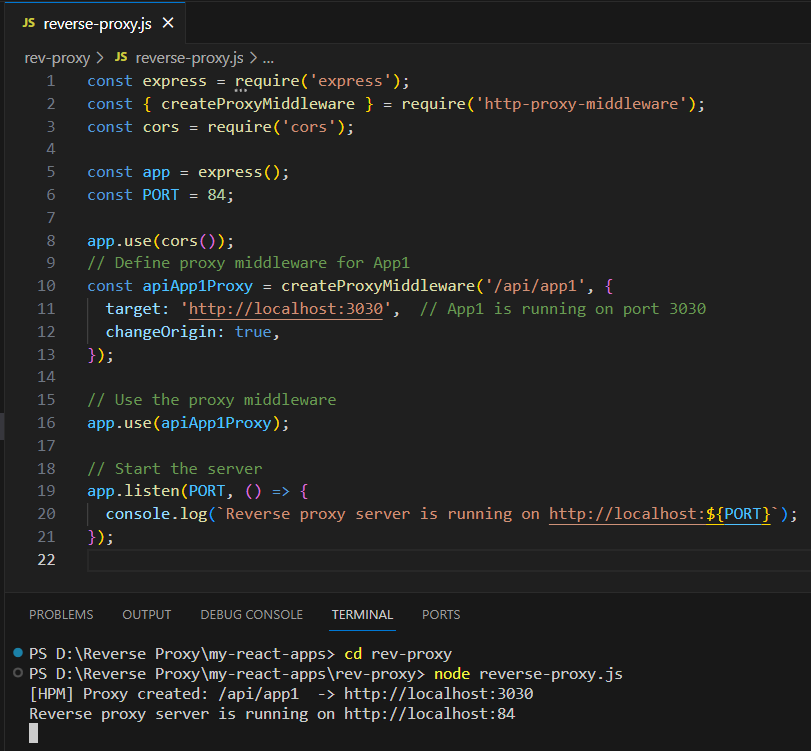 JS reverse-proxy.js ×
rev-proxy > JS reverse-proxy.js > ...
1 const express = require('express');
2 const { createProxyMiddleware } = require('http-proxy-middleware');
3 const cors = require('cors');
4
5 const app = express();
6 const PORT = 84;
7
8 app.use(cors());
9 // Define proxy middleware for App1
10 const apiApp1Proxy = createProxyMiddleware('/api/app1', {
11   target: 'http://localhost:3030',  // App1 is running on port 3030
12   changeOrigin: true,
13 });
14
15 // Use the proxy middleware
16 app.use(apiApp1Proxy);
17
18 // Start the server
19 app.listen(PORT, () => {
20   console.log(`Reverse proxy server is running on http://localhost:${PORT}`);
21 });
22
PROBLEMS OUTPUT DEBUG CONSOLE TERMINAL PORTS
PS D:\Reverse Proxy\my-react-apps> cd rev-proxy
PS D:\Reverse Proxy\my-react-apps\rev-proxy> node reverse-proxy.js
[HPM] Proxy created: /api/app1  -> http://localhost:3030
Reverse proxy server is running on http://localhost:84